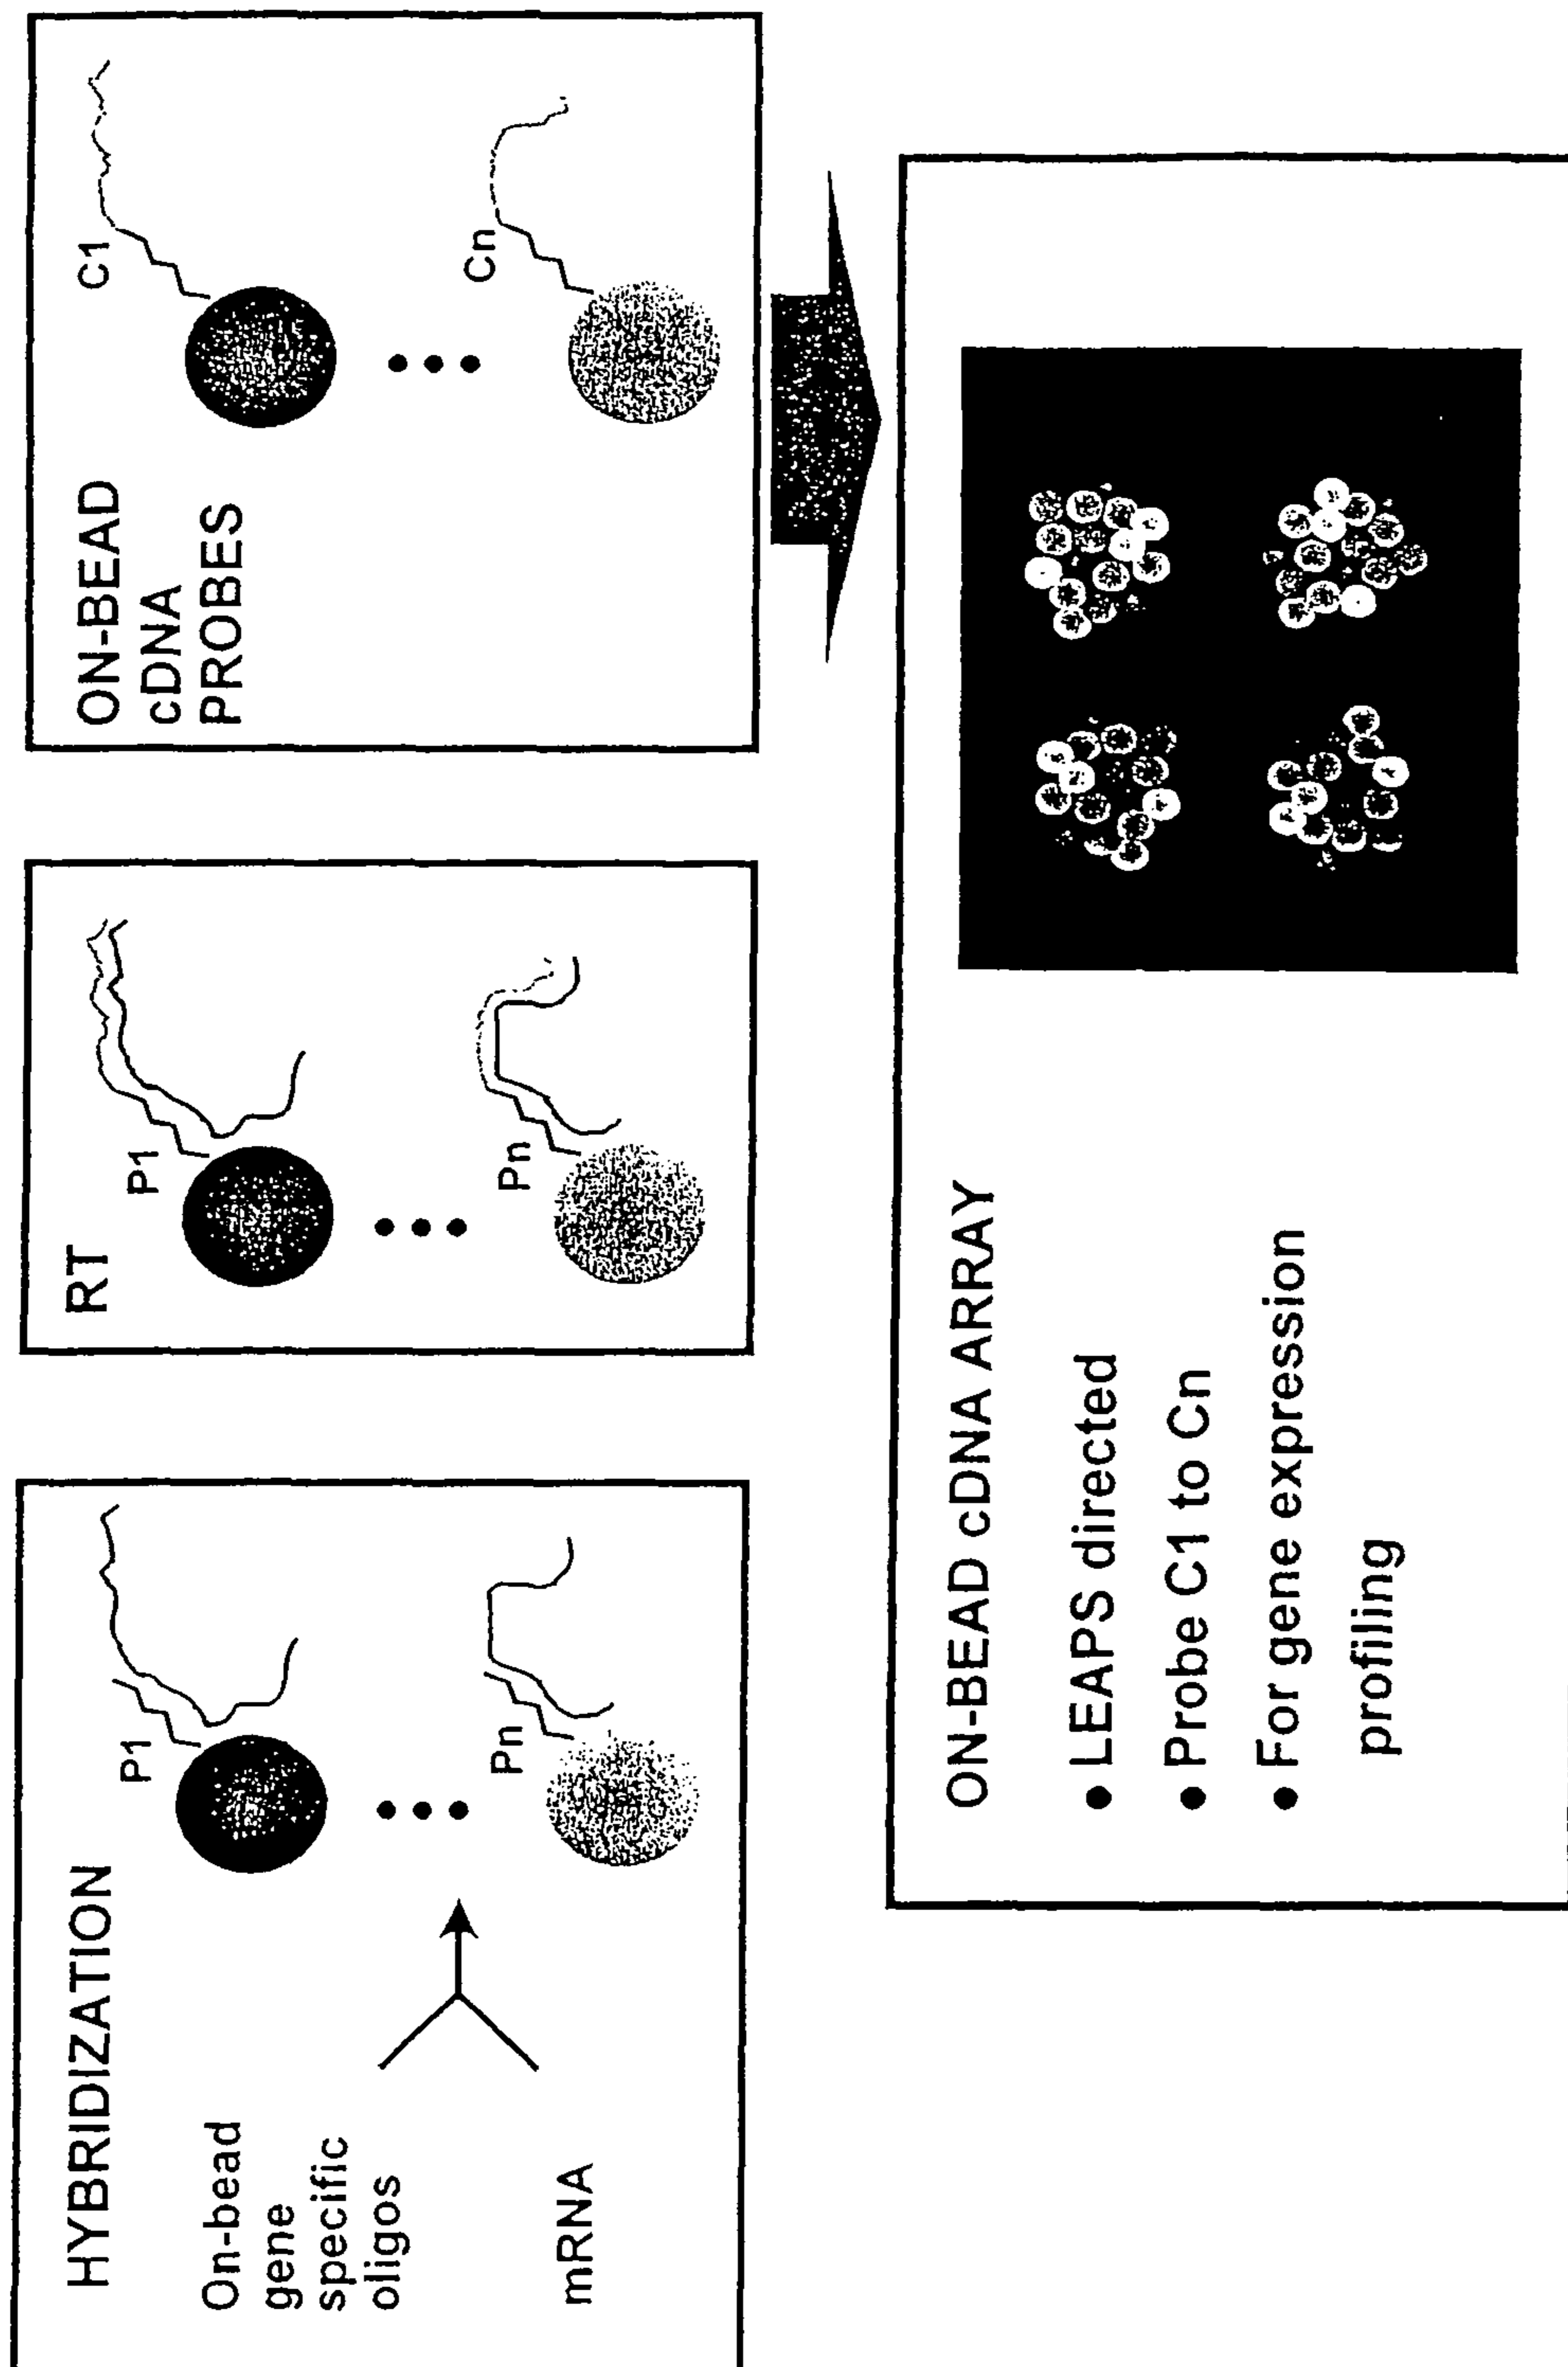 HYBRIDIZATION
On-bead
gene
specific
oligos
mRNA
P1
Pn
RT
P1
Pn
ON-BEAD
cDNA
PROBES
C1
Cn
ON-BEAD cDNA ARRAY
• LEAPS directed
• Probe C1 to Cn
• For gene expression
profiling